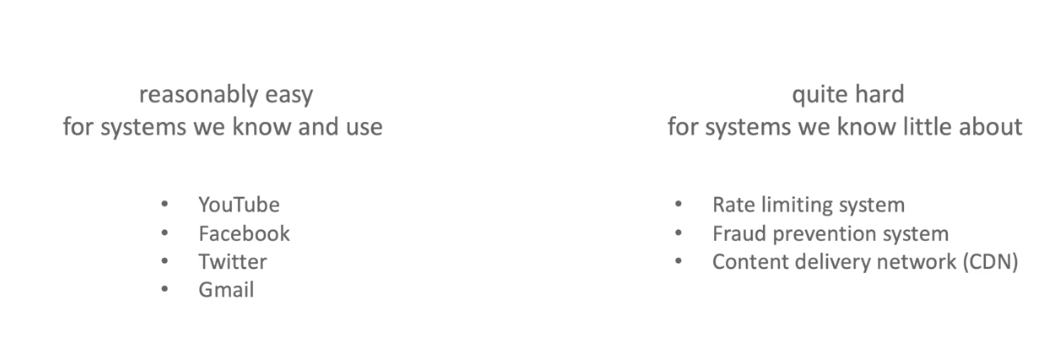 reasonably easy
for systems we know and use
• YouTube
• Facebook
• Twitter
• Gmail
quite hard
for systems we know little about
• Rate limiting system
• Fraud prevention system
• Content delivery network (CDN)